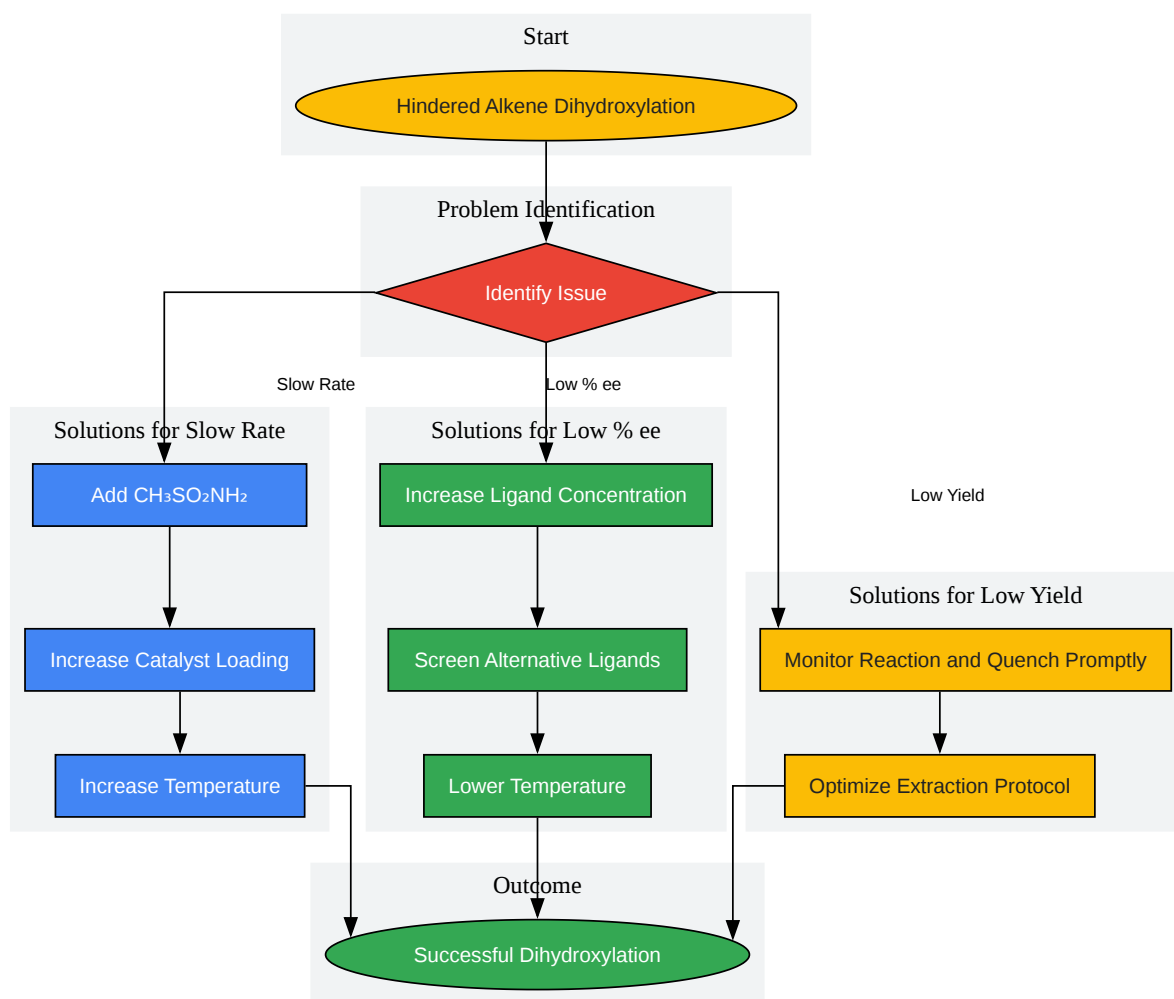 Start
Hindered Alkene Dihydroxylation
Problem Identification
Identify Issue
Slow Rate
Low % ee
Low Yield
Solutions for Slow Rate
Add CH₃SO₂NH₂
Increase Catalyst Loading
Increase Temperature
Solutions for Low % ee
Increase Ligand Concentration
Screen Alternative Ligands
Lower Temperature
Solutions for Low Yield
Monitor Reaction and Quench Promptly
Optimize Extraction Protocol
Outcome
Successful Dihydroxylation